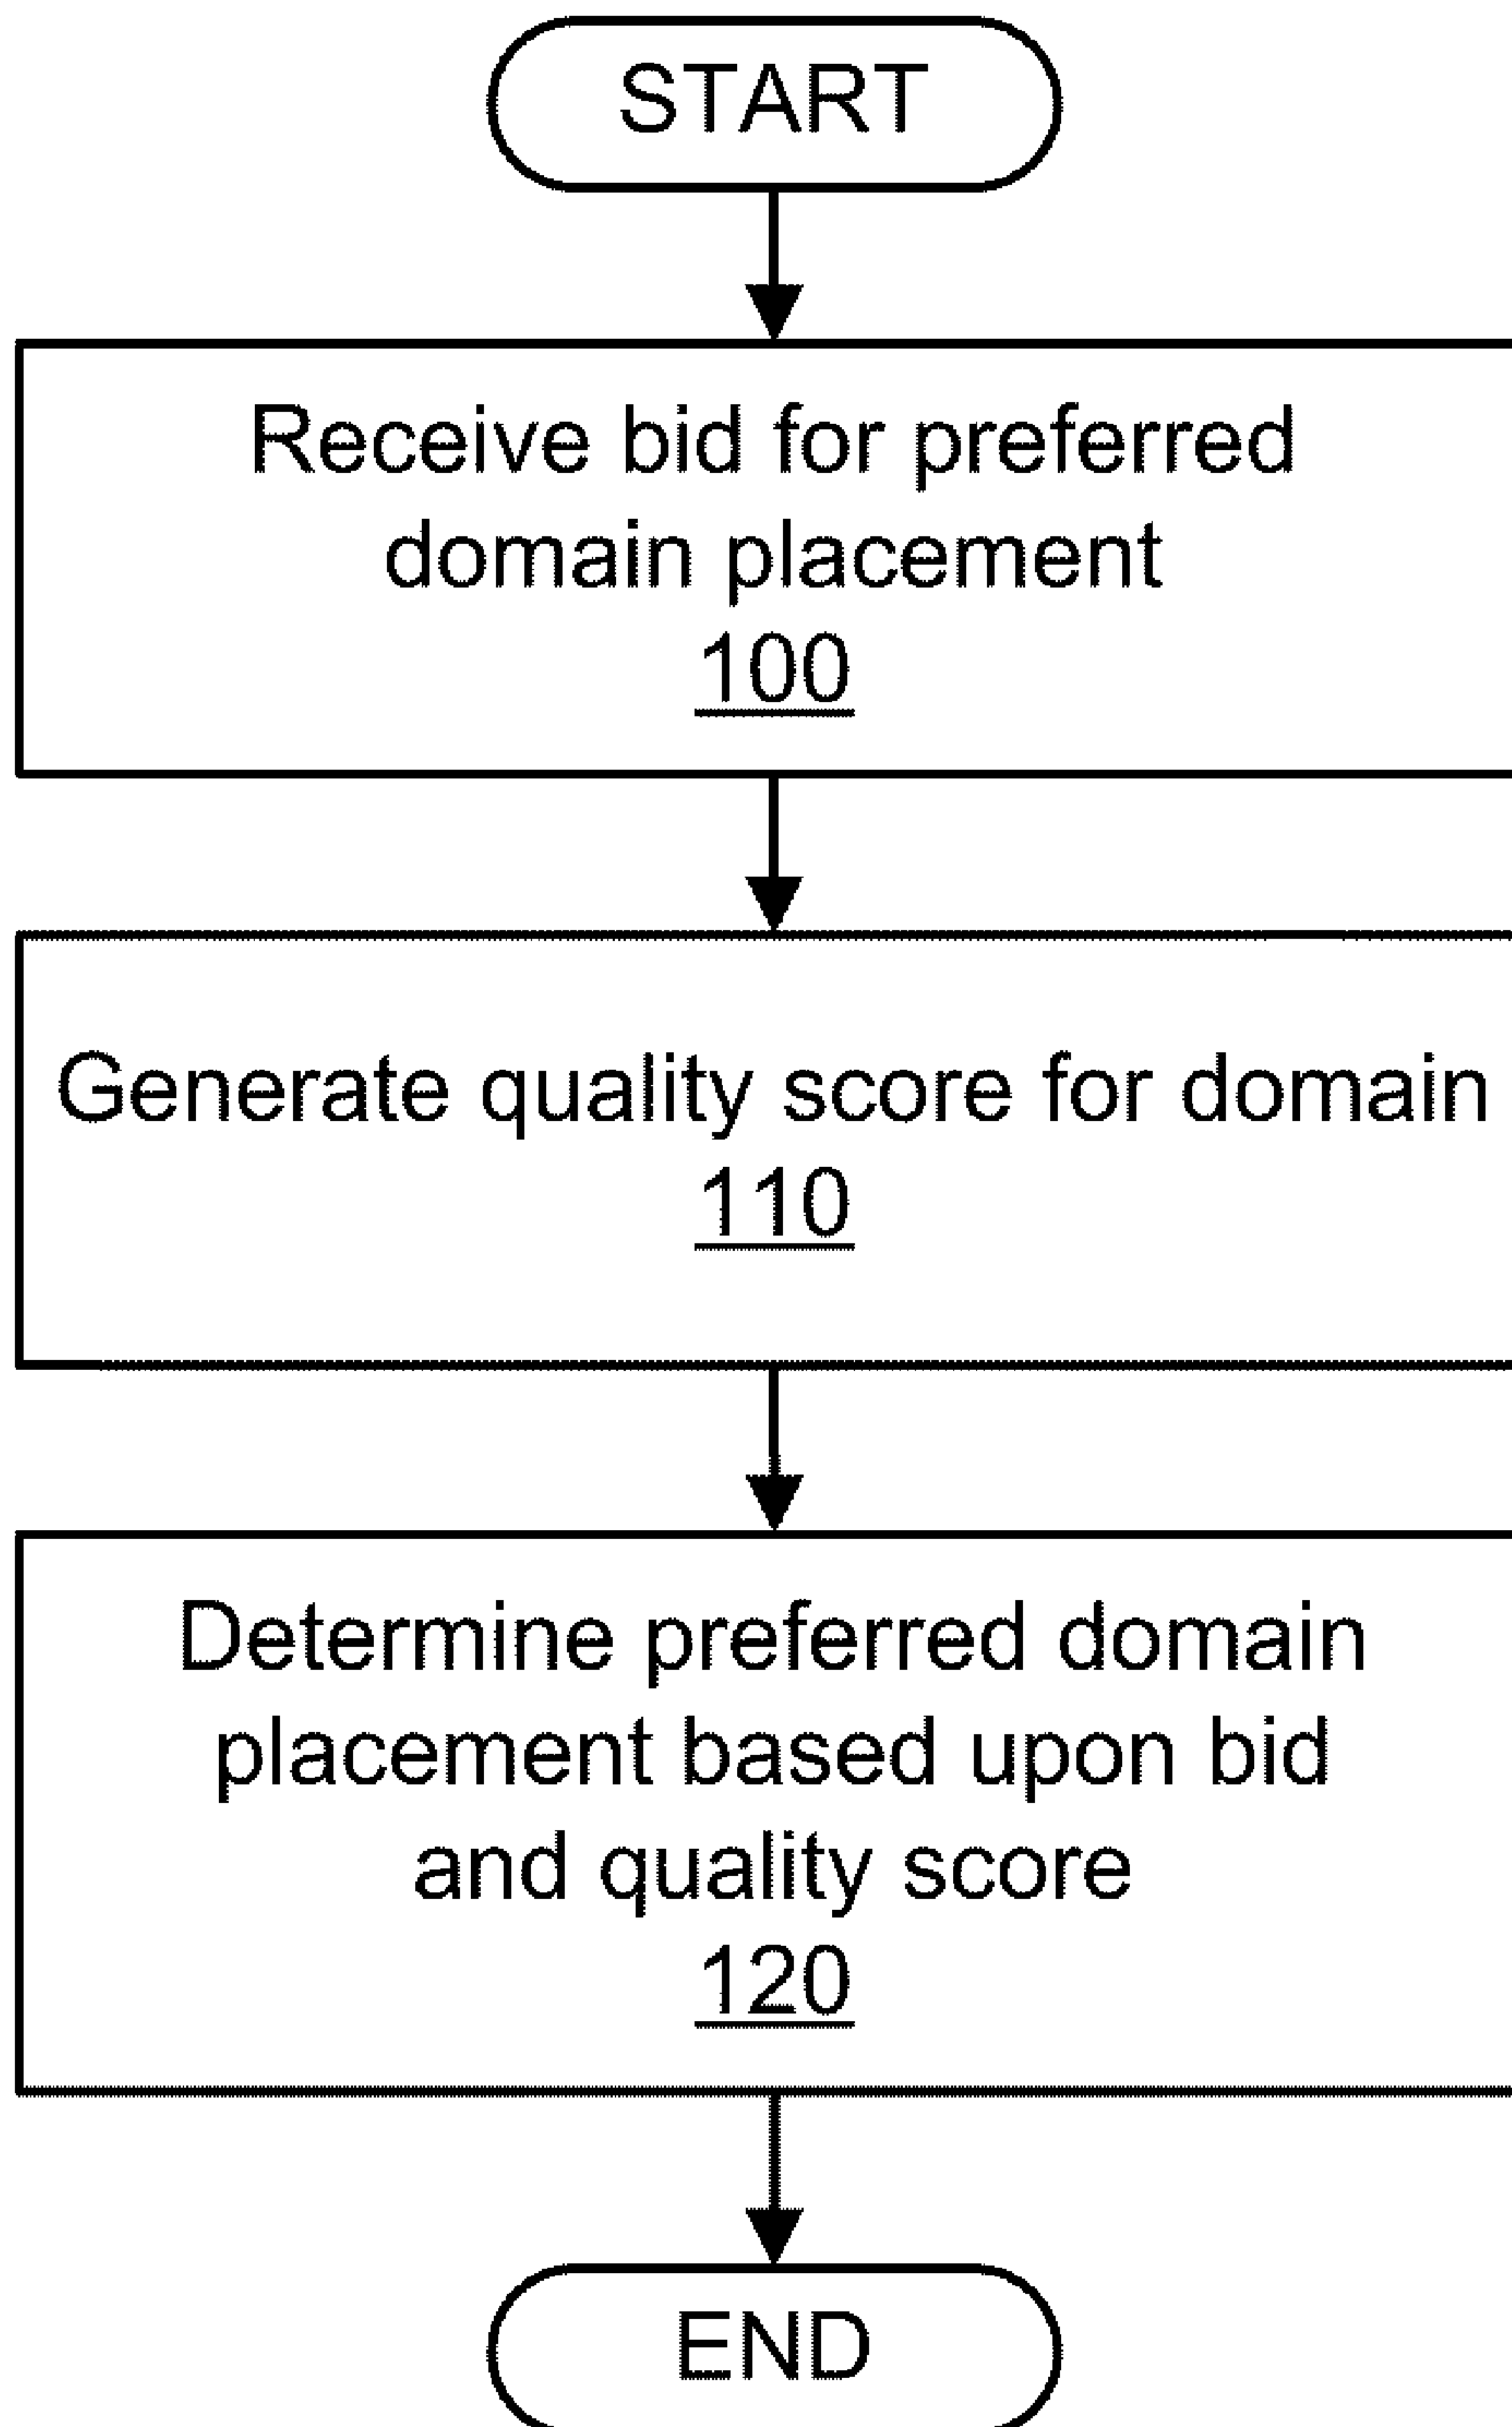 START
Receive bid for preferred
domain placement
100
Generate quality score for domain
110
Determine preferred domain
placement based upon bid
and quality score
120
END